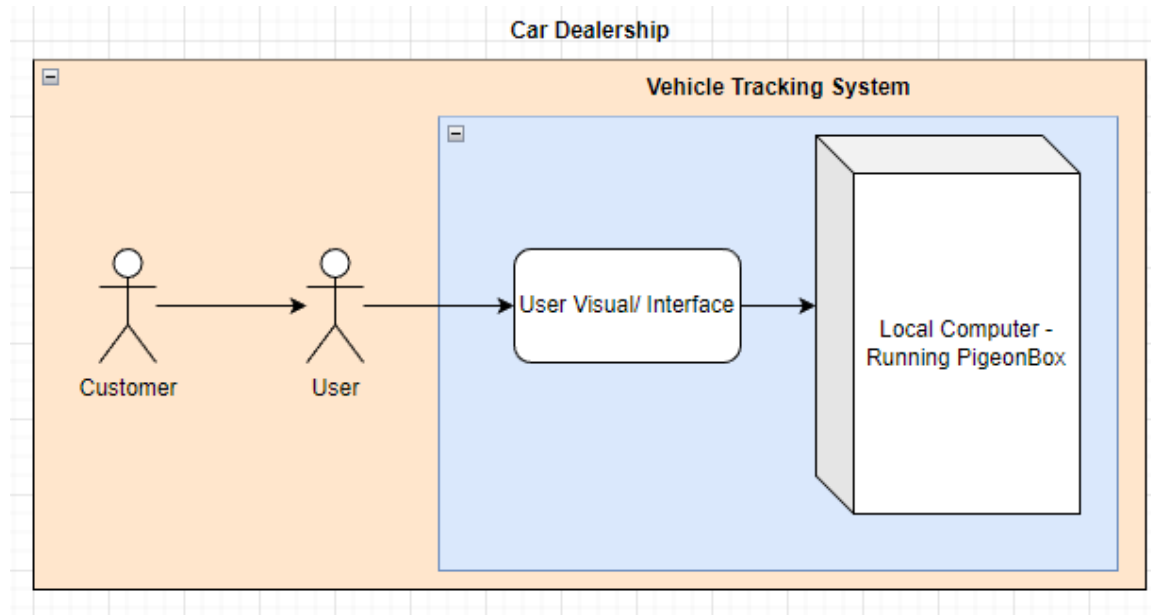 Car Dealership
Vehicle Tracking System
Customer
User
User Visual/ Interface
Local Computer -
Running PigeonBox